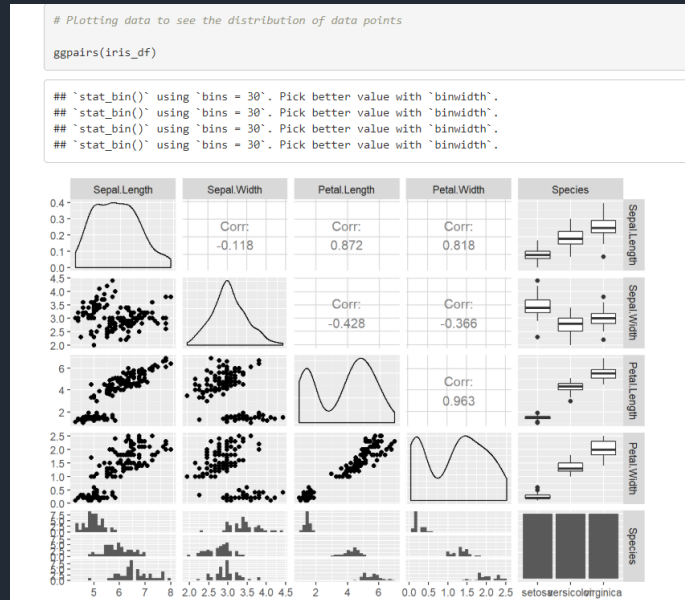 # Plotting data to see the distribution of data points
ggpairs(iris_df)
## `stat_bin()` using `bins = 30`. Pick better value with `binwidth`.
## `stat_bin()` using `bins = 30`. Pick better value with `binwidth`.
## `stat_bin()` using `bins = 30`. Pick better value with `binwidth`.
## `stat_bin()` using `bins = 30`. Pick better value with `binwidth`.
Sepal.Length Sepal.Width Petal.Length Petal.Width Species
0.4
0.3
0.2
0.1
0.0
Corr:
-0.118
Corr:
0.872
Corr:
0.818
Sepal.Length
4.5
4.0
3.5
3.0
2.5
2.0
Corr:
-0.428
Corr:
-0.366
Sepal.Width
6
4
2
Corr:
0.963
Petal.Length
2.5
2.0
1.5
1.0
0.5
0.0
Petal.Width
Species
5 6 7 8 2.0 2.5 3.0 3.5 4.0 4.5 2 4 6 0.0 0.5 1.0 1.5 2.0 2.5 setosa versicolor virginica